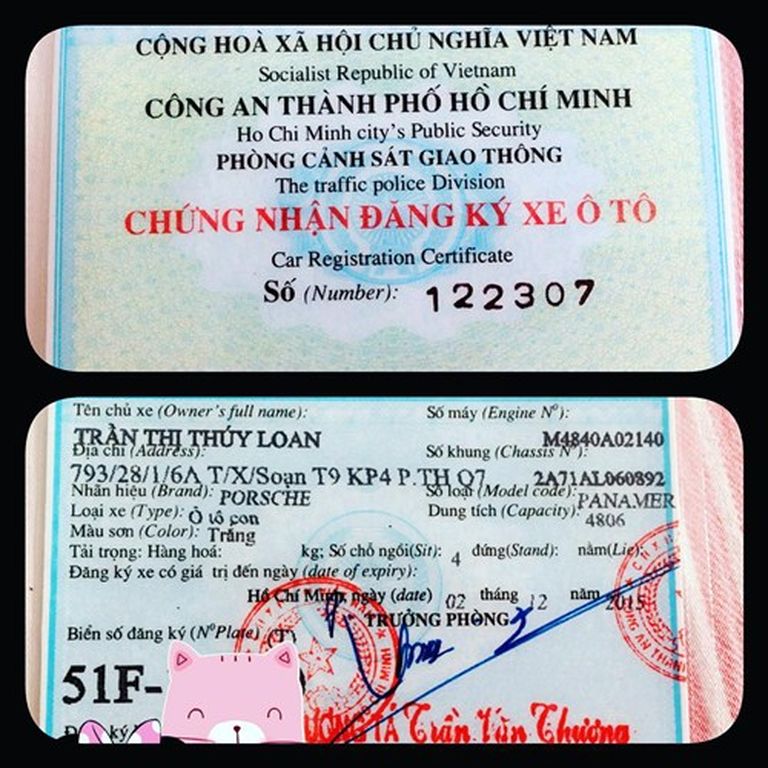 CỘNG HOÀ XÃ HỘI CHỦ NGHĨA VIỆT NAM
Socialist Republic of Vietnam
CÔNG AN THÀNH PHỐ HỒ CHÍ MINH
Ho Chi Minh city's Public Security
PHÒNG CẢNH SÁT GIAO THÔNG
The traffic police Division
CHỨNG NHẬN ĐĂNG KÝ XE Ô TÔ
Car Registration Certificate
Số (Number): 122307
Tên chủ xe (Owner's full name): Số máy (Engine Nº):
TRẦN THỊ THÚY LOAN M4840A02140
Địa chỉ (Address): Số khung (Chassis Nº):
793/28/1/6A T/X/Soạn T9 KP4 P.TH Q7 2A71AL060892
Nhãn hiệu (Brand): PORSCHE Số loại (Model code): PANAMER
Loại xe (Type): Ô tô con Dung tích (Capacity): 4806
Màu sơn (Color): Trắng
Tải trọng: Hàng hoá: kg; Số chỗ ngồi(Sit): 4 đứng(Stand): nằm(Lie):
Đăng ký xe có giá trị đến ngày (date of expiry):
Hồ Chí Minh, ngày (date) 02 tháng 12 năm 2015
TRƯỞNG PHÒNG
Biển số đăng ký (NºPlate) (T)
51F-
TÁ Trần Văn Thương